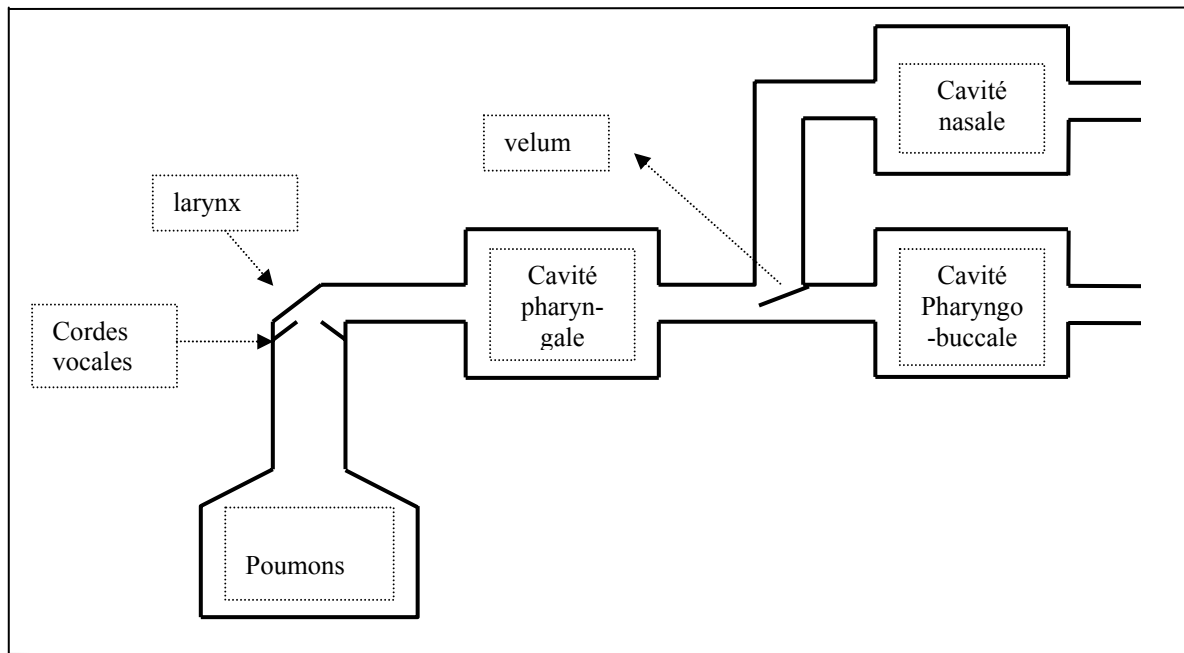 Cavité
nasale
velum
larynx
Cavité
pharyn-
gale
Cavité
Pharyngo
-buccale
Cordes
vocales
Poumons